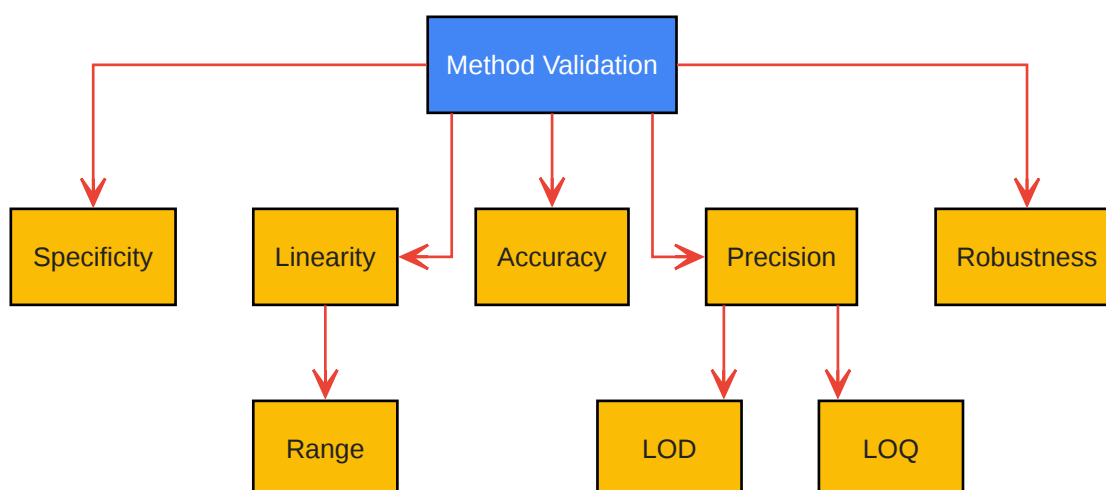 Method Validation
Specificity
Linearity
Accuracy
Precision
Robustness
Range
LOD
LOQ